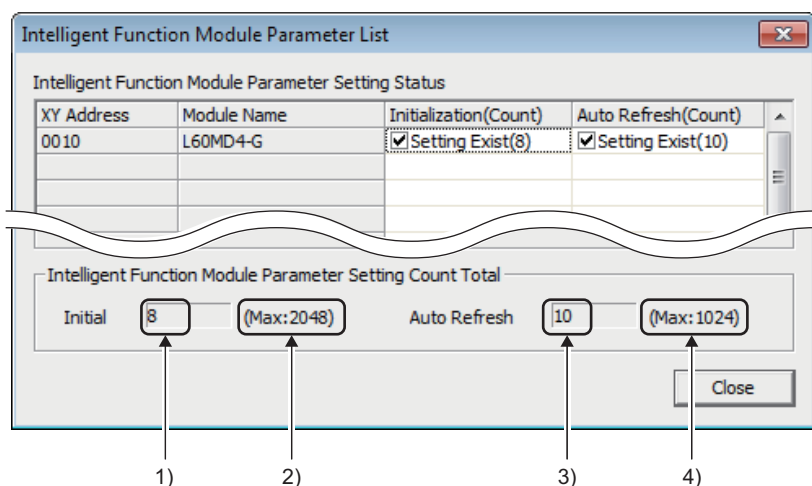 Intelligent Function Module Parameter List
Intelligent Function Module Parameter Setting Status
XY Address Module Name Initialization(Count) Auto Refresh(Count)
0010 L60MD4-G Setting Exist(8) Setting Exist(10)
Intelligent Function Module Parameter Setting Count Total
Initial 8 (Max:2048) Auto Refresh 10 (Max:1024)
Close
1) 2) 3) 4)